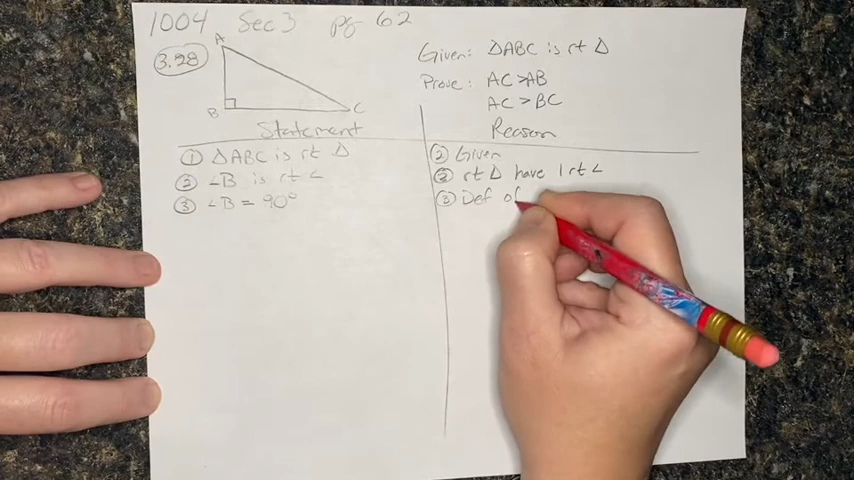 1004 Sec 3 pg 62
3.28
A
B
C
Given: △ABC is rt △
Prove: AC > AB
AC > BC
Statement Reason
① △ABC is rt △ ② Given
② ∠B is rt ∠ ② rt △ have 1 rt ∠
③ ∠B = 90° ③ Def of